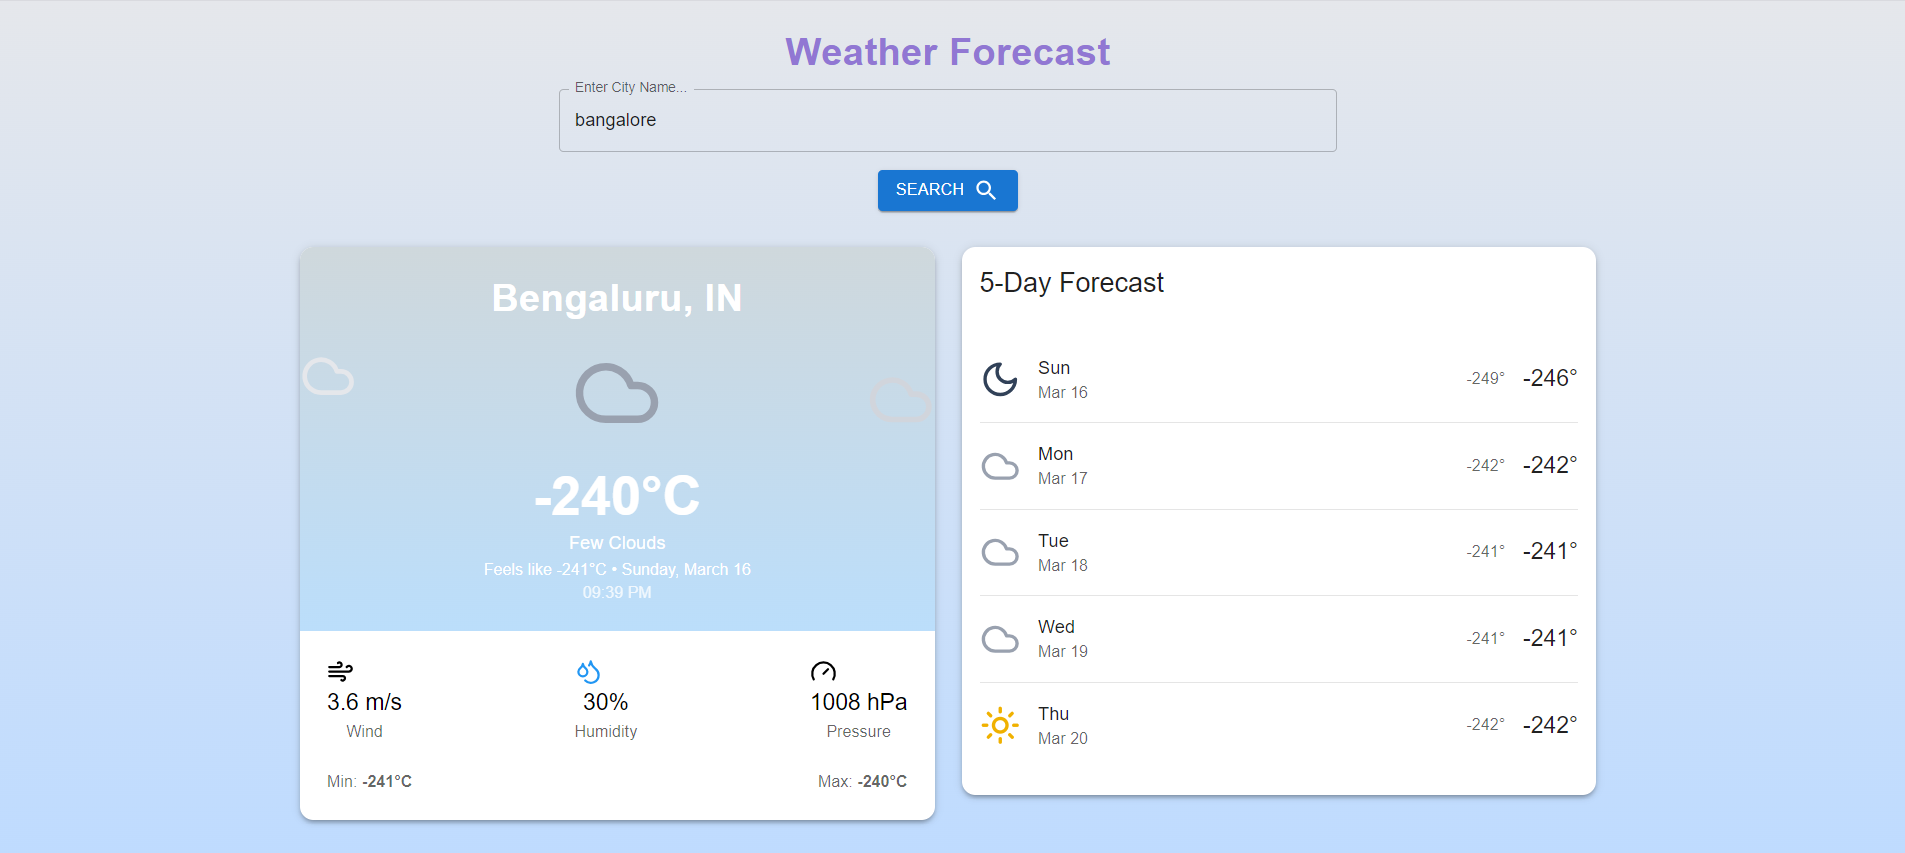 Weather Forecast
Enter City Name...
bangalore
SEARCH
Bengaluru, IN
-240°C
Few Clouds
Feels like -241°C • Sunday, March 16
09:39 PM
3.6 m/s
Wind
30%
Humidity
1008 hPa
Pressure
Min: -241°C
Max: -240°C
5-Day Forecast
Sun
Mar 16
-249° -246°
Mon
Mar 17
-242° -242°
Tue
Mar 18
-241° -241°
Wed
Mar 19
-241° -241°
Thu
Mar 20
-242° -242°